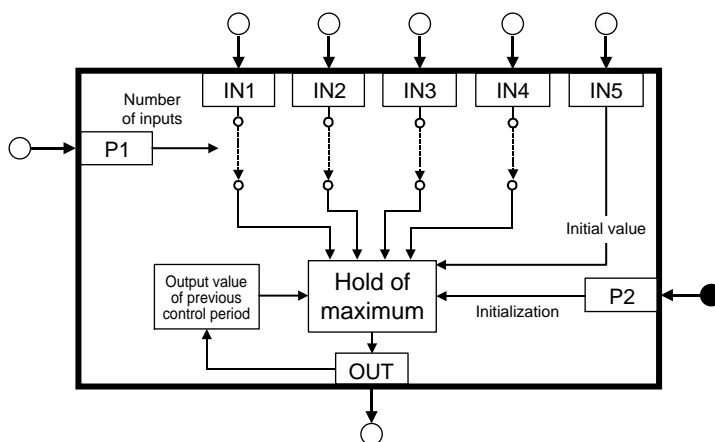 IN1
IN2
IN3
IN4
IN5
Number
of inputs
P1
Initial value
Output value
of previous
control period
Hold of
maximum
Initialization
P2
OUT